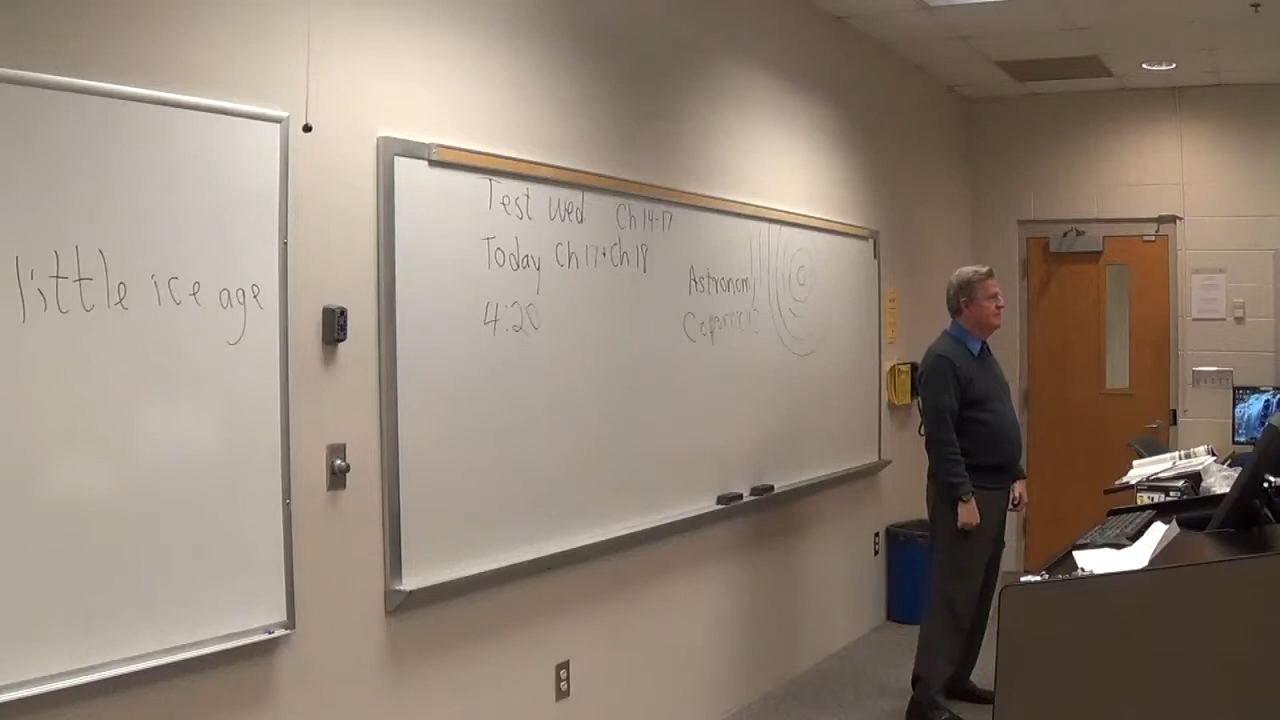 little ice age
Test Wed Ch 14-17
Today Ch 17+Ch 18
4:20
Astronomy